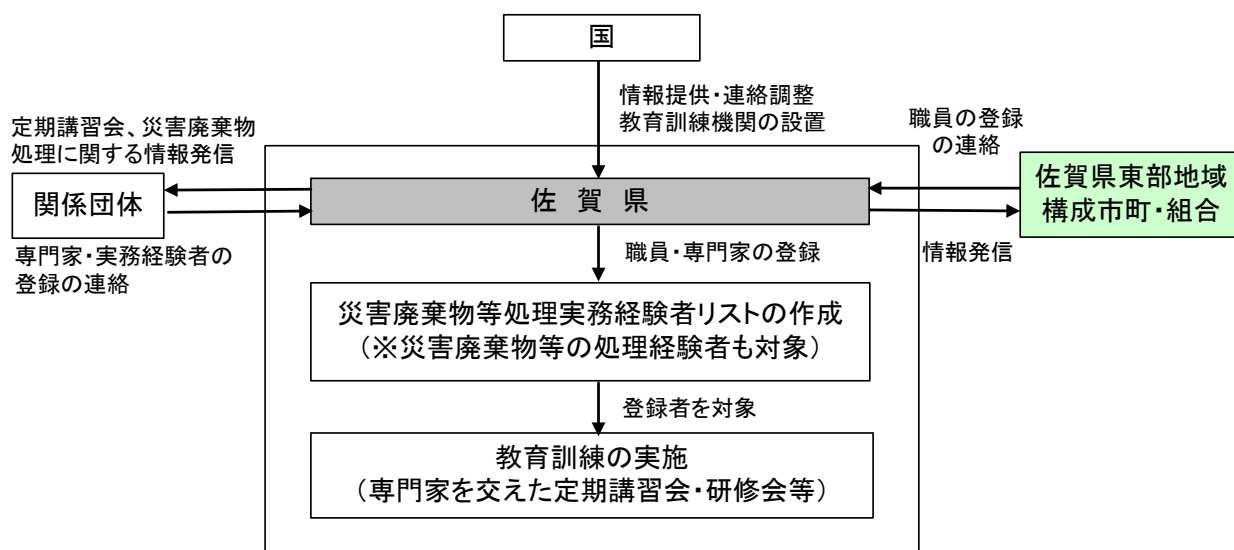 国
情報提供・連絡調整
教育訓練機関の設置
定期講習会、災害廃棄物
処理に関する情報発信
職員の登録
の連絡
関係団体
佐 賀 県
佐賀県東部地域
構成市町・組合
専門家・実務経験者の
登録の連絡
職員・専門家の登録
情報発信
災害廃棄物等処理実務経験者リストの作成
（※災害廃棄物等の処理経験者も対象）
登録者を対象
教育訓練の実施
（専門家を交えた定期講習会・研修会等）